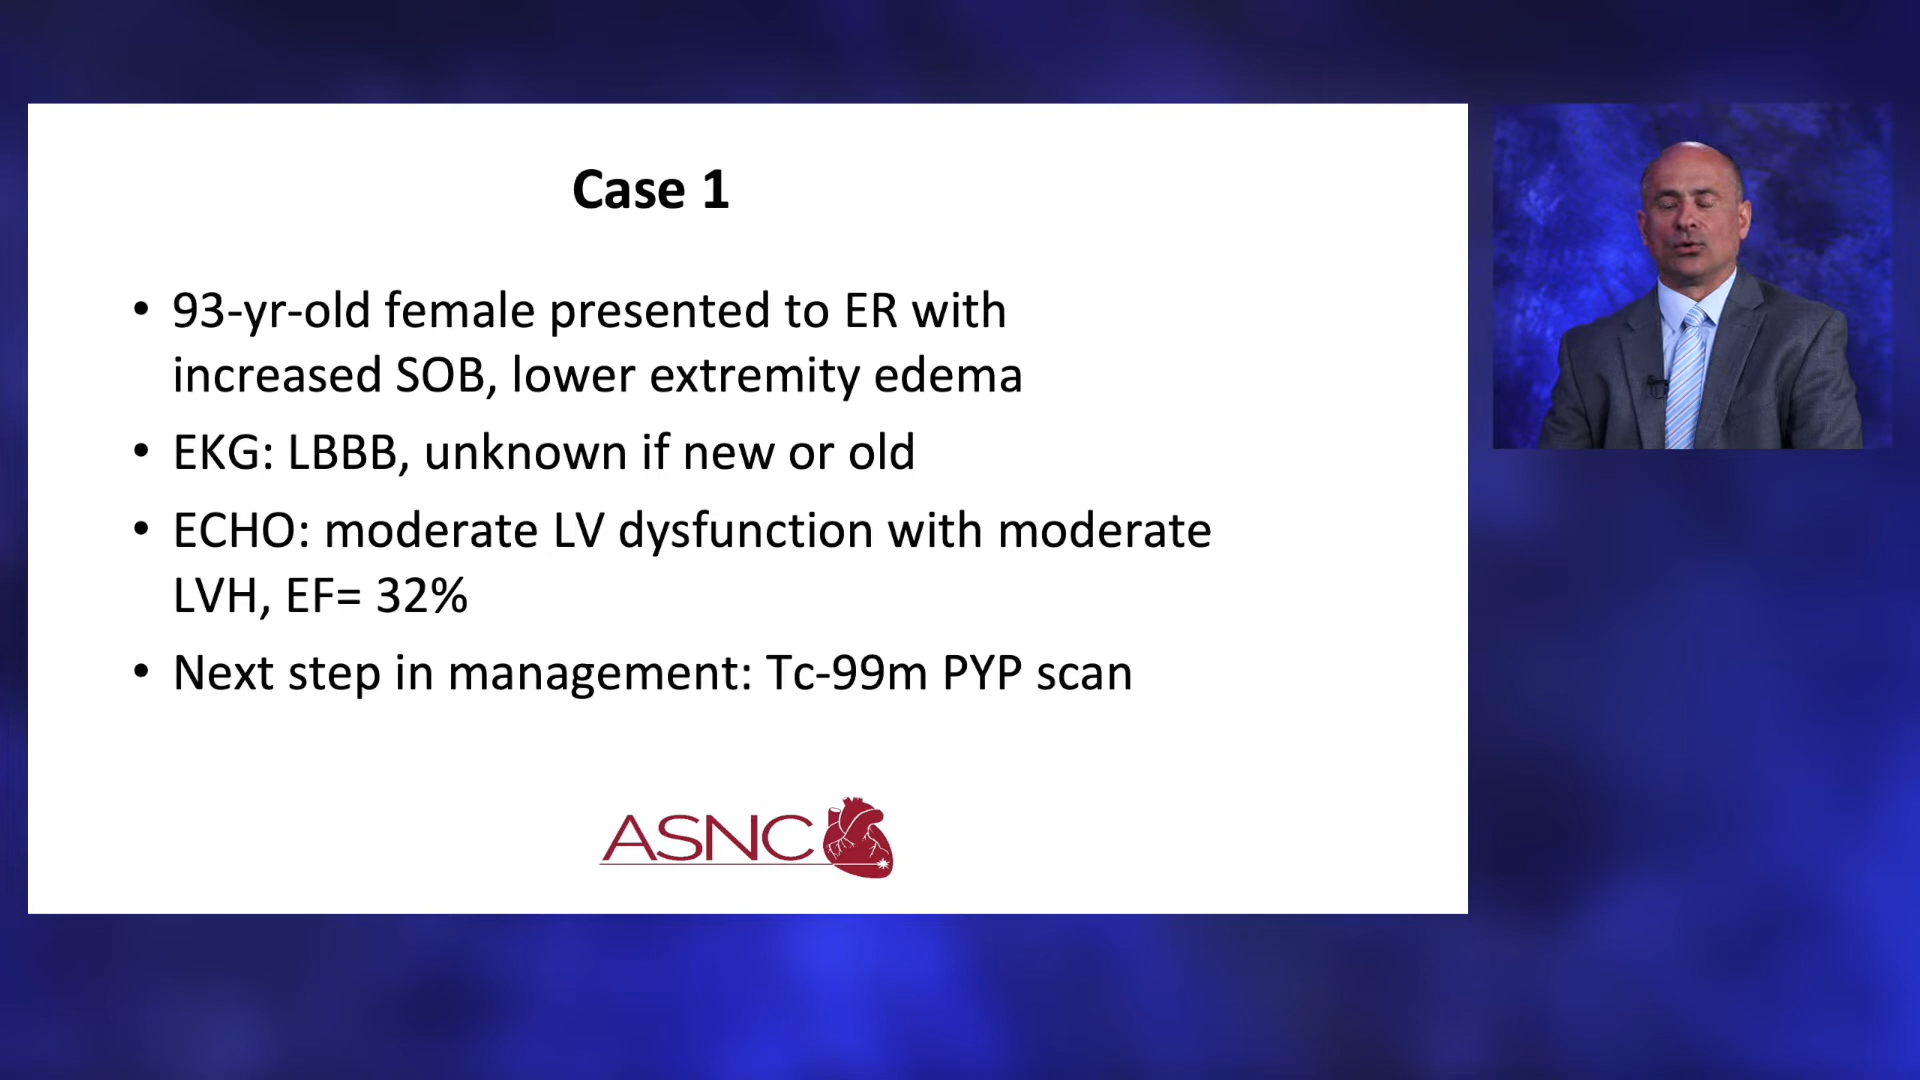 Case 1
• 93-yr-old female presented to ER with
increased SOB, lower extremity edema
• EKG: LBBB, unknown if new or old
• ECHO: moderate LV dysfunction with moderate
LVH, EF= 32%
• Next step in management: Tc-99m PYP scan
ASNC